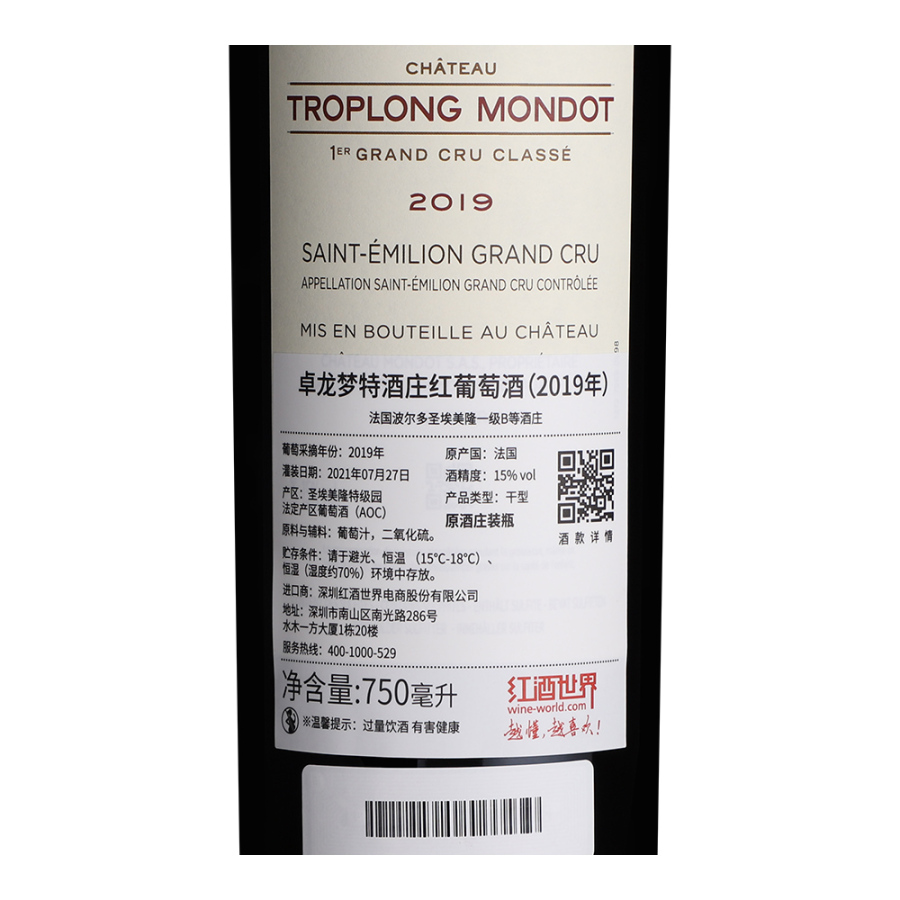 CHÂTEAU
TROPLONG MONDOT
1ER GRAND CRU CLASSÉ
2019
SAINT-ÉMILION GRAND CRU
APPELLATION SAINT-ÉMILION GRAND CRU CONTRÔLÉE
MIS EN BOUTEILLE AU CHÂTEAU
卓龙梦特酒庄红葡萄酒(2019年)
法国波尔多圣埃美隆一级B等酒庄
葡萄采摘年份: 2019年
灌装日期: 2021年07月27日
产区: 圣埃美隆特级园
法定产区葡萄酒 (AOC)
原料与辅料: 葡萄汁, 二氧化硫。
原产国: 法国
酒精度: 15% vol
产品类型: 干型
原酒庄装瓶
酒款详情
贮存条件: 请于避光、恒温 (15°C-18°C) 、
恒湿 (湿度约70%) 环境中存放。
进口商: 深圳红酒世界电商股份有限公司
地址: 深圳市南山区南光路286号
水木一方大厦1栋20楼
服务热线: 400-1000-529
净含量:750毫升
※温馨提示: 过量饮酒 有害健康
红酒世界
wine-world.com
越懂,越喜欢!